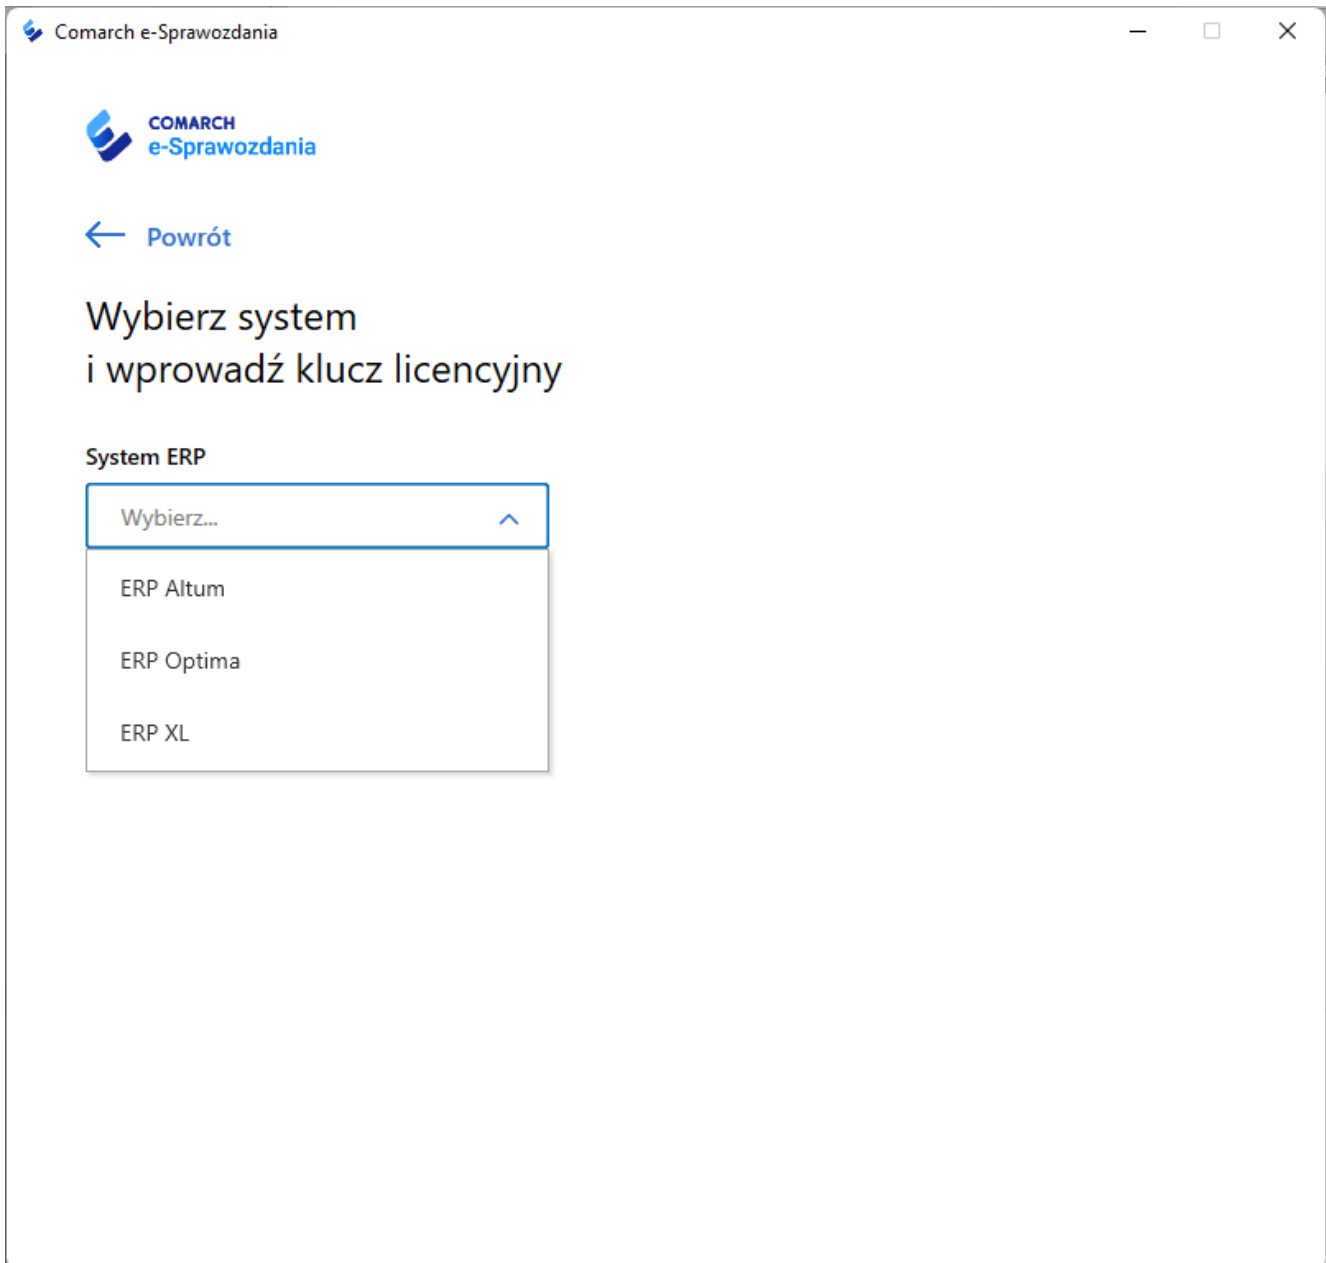 Comarch e-Sprawozdania
COMARCH
e-Sprawozdania
Powrót
Wybierz system
i wprowadź klucz licencyjny
System ERP
Wybierz...
ERP Altum
ERP Optima
ERP XL